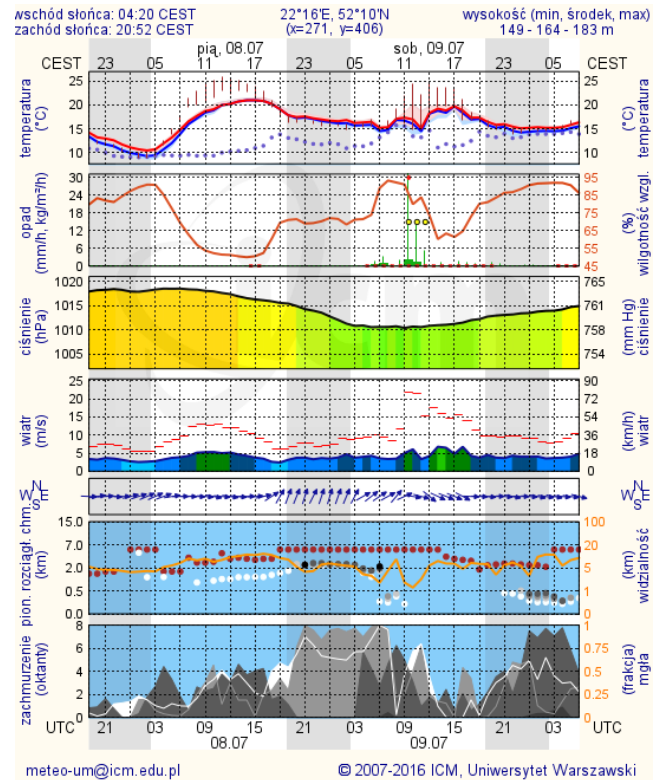 wschód słońca: 04:20 CEST 22°16'E, 52°10'N wysokość (min, środek, max)
zachód słońca: 20:52 CEST (x=271, y=406) 149 - 164 - 183 m
pią, 08.07 sob, 09.07
CEST 23 05 11 17 23 05 11 17 23 05 CEST
temperatura (°C)
25
20
15
10
25
20
15
10
temperatura (°C)
opad (mm/h, kg/m²/h)
30
24
18
12
6
0
95
85
75
65
55
45
(%) wilgotność wzgl.
ciśnienie (hPa)
1020
1015
1010
1005
765
761
758
754
(mm Hg) ciśnienie
wiatr (m/s)
25
20
15
10
5
0
90
72
54
36
18
0
(km/h) wiatr
N
W E
S
N
W E
S
pion. rozciągł. chm. (km)
15.0
7.0
2.0
0.5
0.0
100
20
5
1
0
(km) widzialność
zachmurzenie (oktanty)
8
6
4
2
0
1
0.75
0.5
0.25
0
(frakcja) mgła
UTC 21 03 09 15 21 03 09 15 21 03 UTC
08.07 09.07
meteo-um@icm.edu.pl © 2007-2016 ICM, Uniwersytet Warszawski